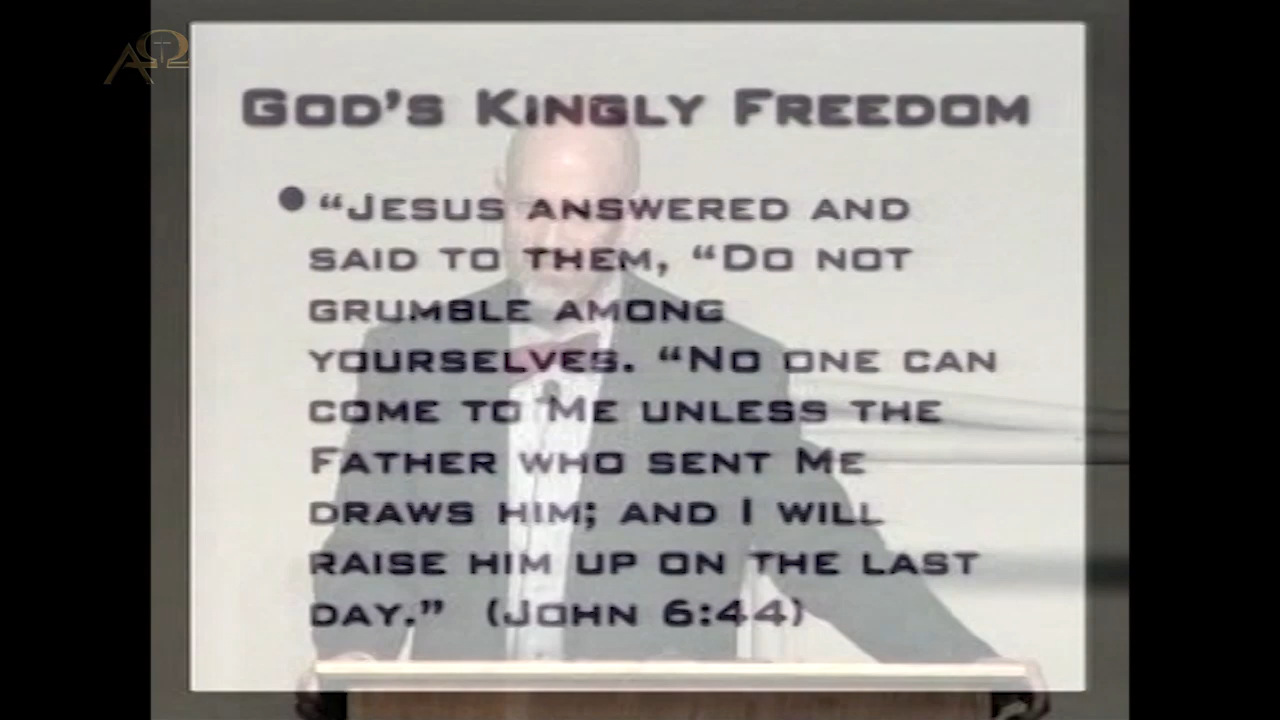 ΑΩ
God's Kingly Freedom
• "Jesus answered and
said to them, "Do not
grumble among
yourselves. "No one can
come to Me unless the
Father who sent Me
draws him; and I will
raise him up on the last
day." (John 6:44)